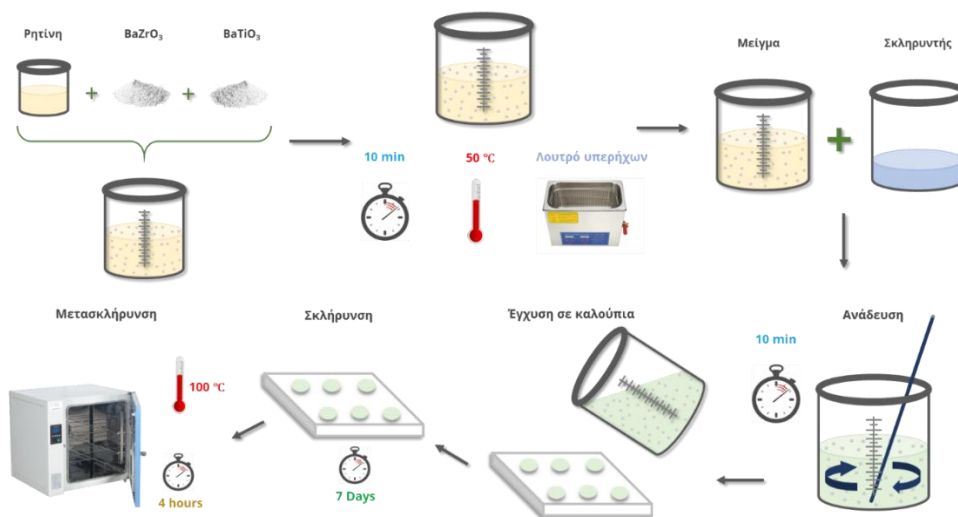 Ρητίνη
BaZrO₃
BaTiO₃
10 min
50 ℃
Λουτρό υπερήχων
Μείγμα
Σκληρυντής
Ανάδευση
10 min
Έγχυση σε καλούπια
Σκλήρυνση
7 Days
Μετασκλήρυνση
100 ℃
4 hours